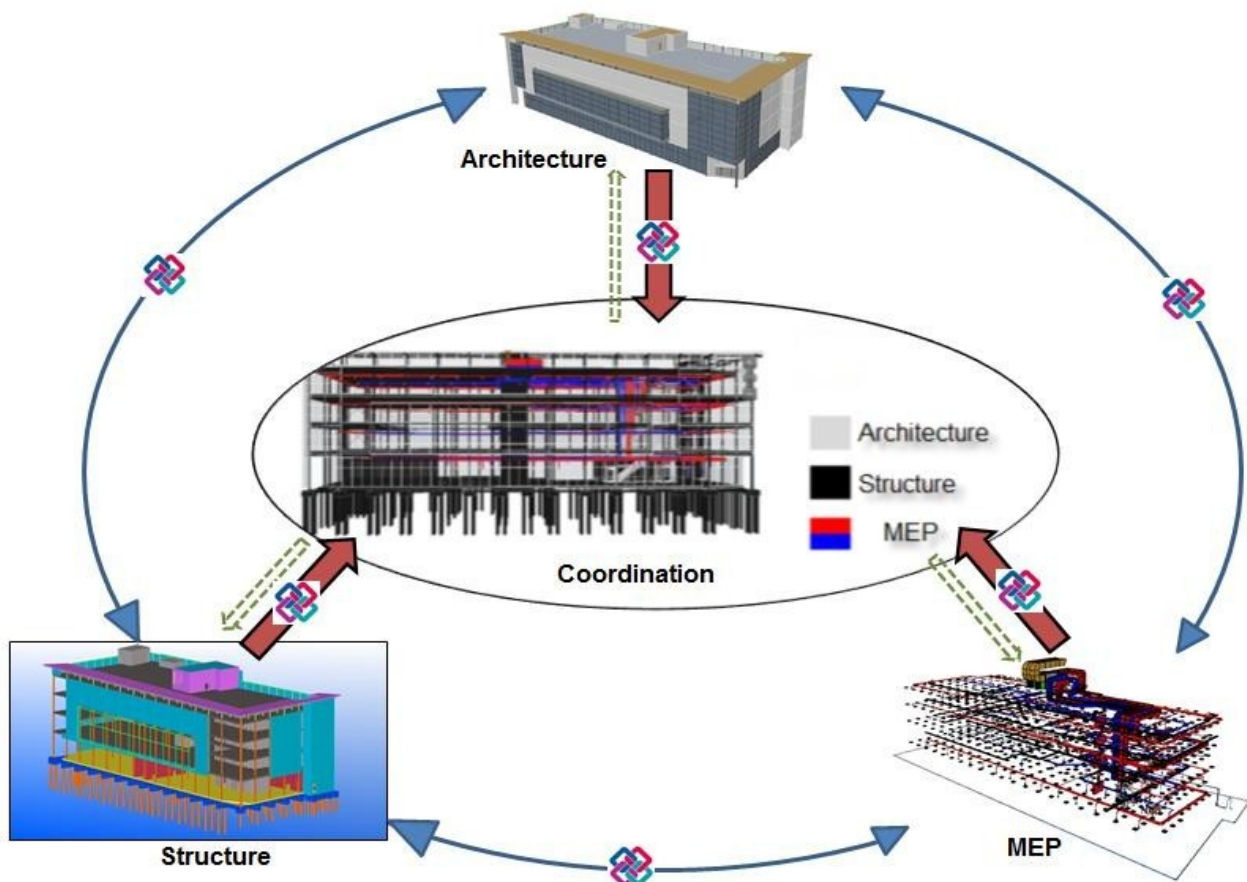 Architecture
Architecture
Structure
MEP
Coordination
Structure
MEP